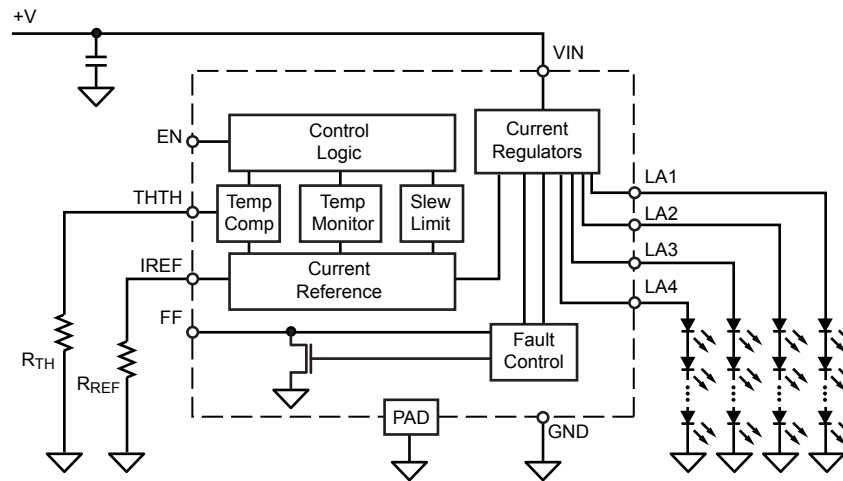 +V
VIN
EN
Control
Logic
Current
Regulators
THTH
Temp
Comp
Temp
Monitor
Slew
Limit
LA1
LA2
LA3
LA4
IREF
Current
Reference
FF
Fault
Control
RTH
RREF
PAD
GND